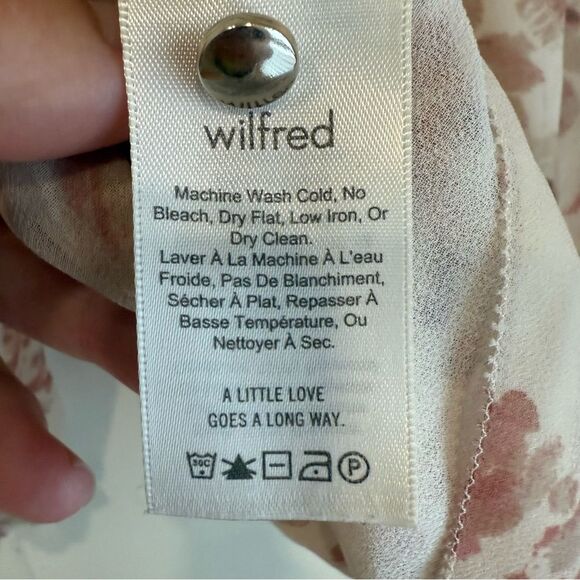 wilfred
Machine Wash Cold, No
Bleach, Dry Flat, Low Iron, Or
Dry Clean.
Laver À La Machine À L'eau
Froide, Pas De Blanchiment,
Sécher À Plat, Repasser À
Basse Température, Ou
Nettoyer À Sec.
A LITTLE LOVE
GOES A LONG WAY.
30C P